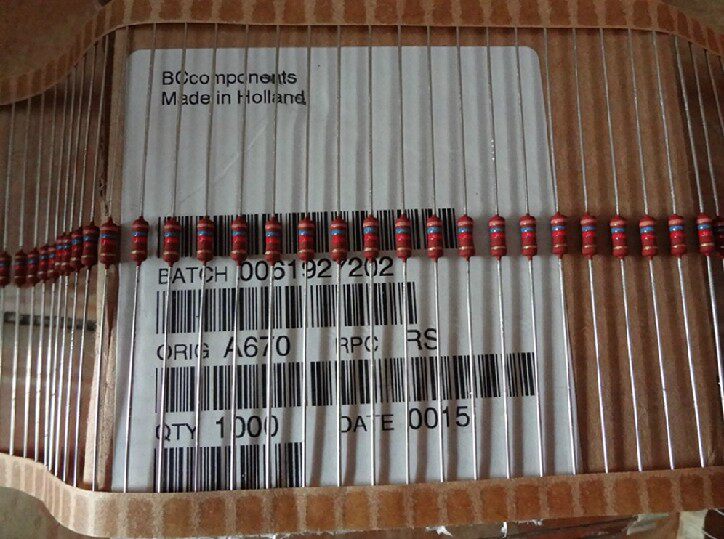 BCcomponents
Made in Holland
BATCH 0061927202
ORIG A670 RPC RS
QTY 1000 DATE 0015